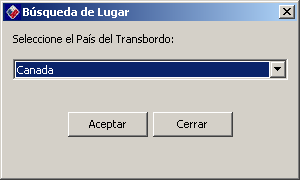 Búsqueda de Lugar
Seleccione el País del Transbordo:
Canada
Aceptar Cerrar